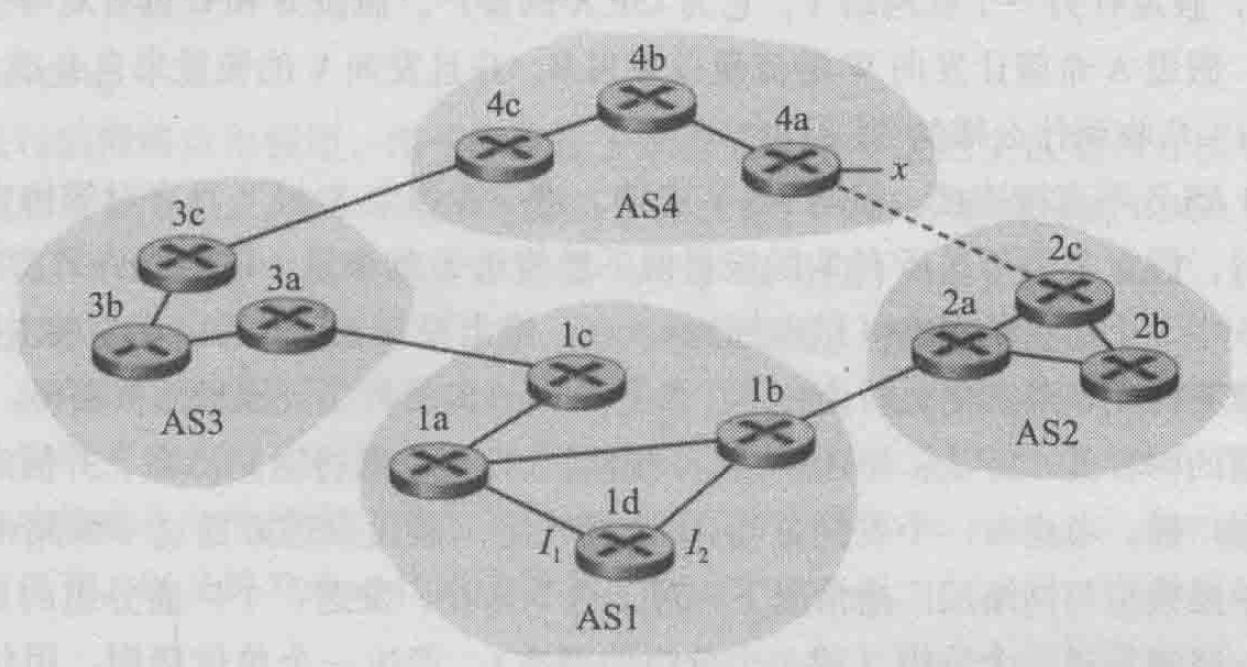 4b
4c
4a
x
AS4
3c
2c
3a
2a
3b
2b
1c
1b
AS3
1a
AS2
1d
I₁
I₂
AS1